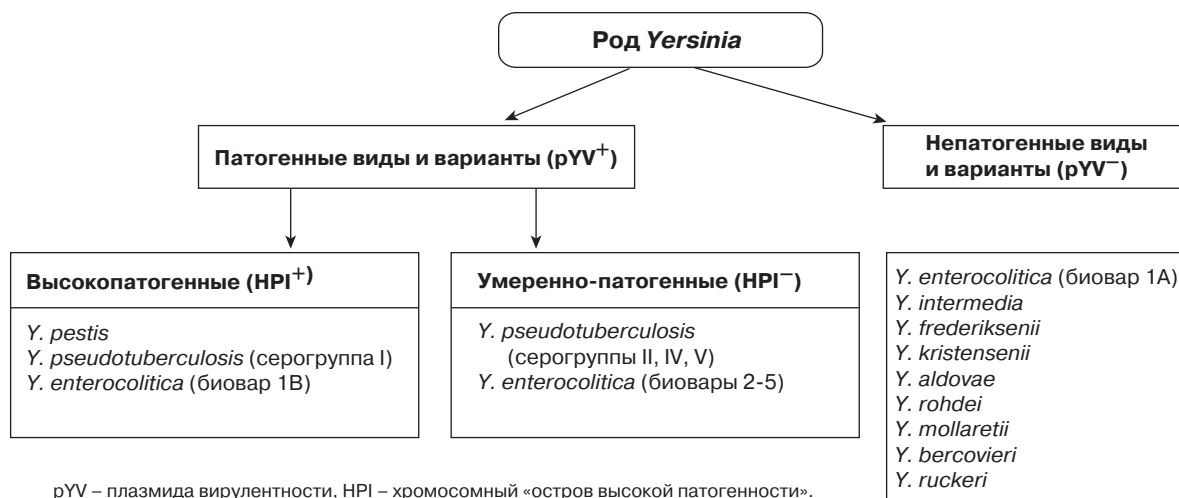 Род Yersinia
Патогенные виды и варианты (pYV+)
Непатогенные виды
и варианты (pYV−)
Высокопатогенные (HPI+)
Y. pestis
Y. pseudotuberculosis (серогруппа I)
Y. enterocolitica (биовар 1B)
Умеренно-патогенные (HPI−)
Y. pseudotuberculosis
(серогруппы II, IV, V)
Y. enterocolitica (биовары 2-5)
Y. enterocolitica (биовар 1A)
Y. intermedia
Y. frederiksenii
Y. kristensenii
Y. aldovae
Y. rohdei
Y. mollaretii
Y. bercovieri
Y. ruckeri
pYV – плазмида вирулентности, HPI – хромосомный «остров высокой патогенности».